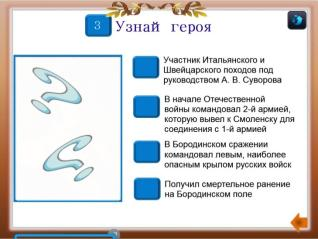 3 Узнай героя
Участник Итальянского и
Швейцарского походов под
руководством А. В. Суворова
В начале Отечественной
войны командовал 2-й армией,
которую вывел к Смоленску для
соединения с 1-й армией
В Бородинском сражении
командовал левым, наиболее
опасным крылом русских войск
Получил смертельное ранение
на Бородинском поле